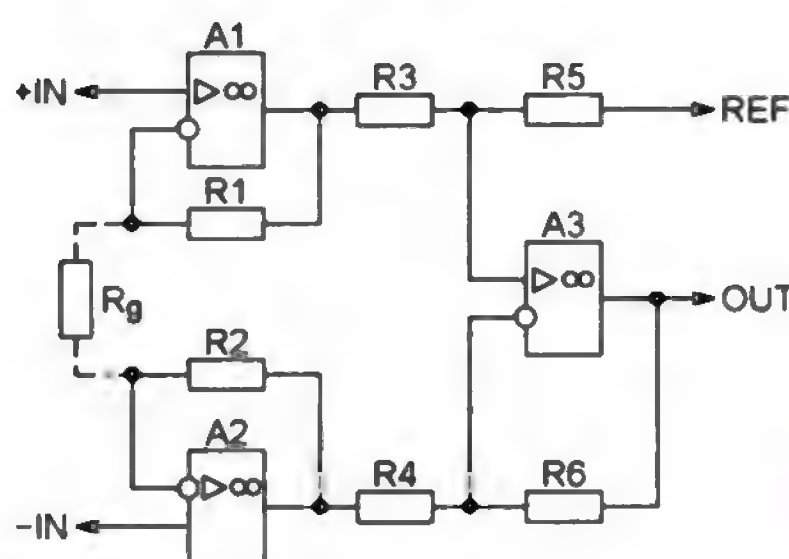 A1
+IN
▷∞
R3
R5
REF
R1
A3
▷∞
OUT
Rg
R2
A2
▷∞
R4
R6
-IN